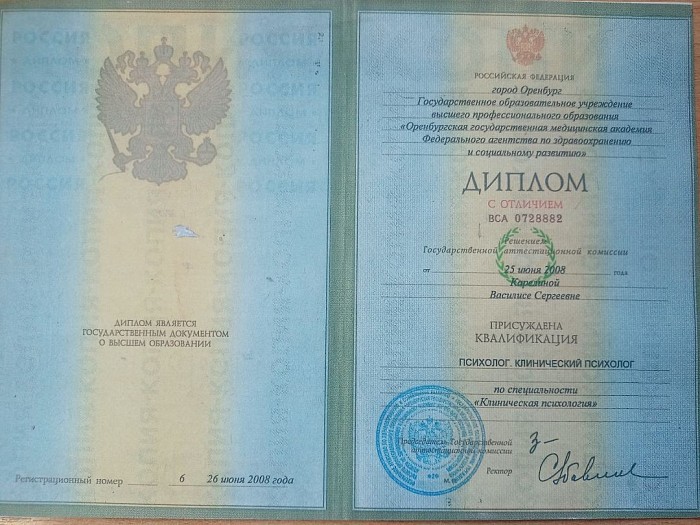 РОССИЯ
РОССИЯ
РОССИЯ
ДИПЛОМ ЯВЛЯЕТСЯ
ГОСУДАРСТВЕННЫМ ДОКУМЕНТОМ
О ВЫСШЕМ ОБРАЗОВАНИИ
Регистрационный номер 6 26 июня 2008 года
РОССИЙСКАЯ ФЕДЕРАЦИЯ
город Оренбург
Государственное образовательное учреждение
высшего профессионального образования
«Оренбургская государственная медицинская академия
Федерального агентства по здравоохранению
и социальному развитию»
ДИПЛОМ
С ОТЛИЧИЕМ
ВСА 0728882
Решением
Государственной аттестационной комиссии
от 25 июня 2008 года
Карелиной
Василисе Сергеевне
ПРИСУЖДЕНА
КВАЛИФИКАЦИЯ
ПСИХОЛОГ. КЛИНИЧЕСКИЙ ПСИХОЛОГ
по специальности
«Клиническая психология»
Председатель Государственной
аттестационной комиссии
Ректор
М.